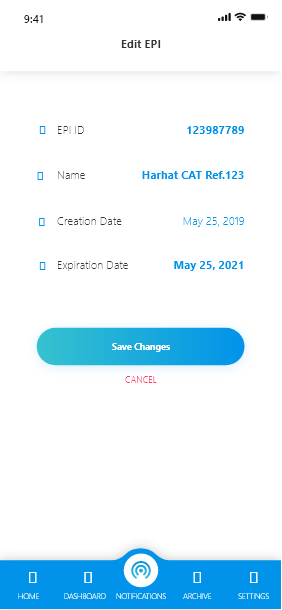 9:41
Edit EPI
EPI ID 123987789
Name Harhat CAT Ref.123
Creation Date May 25, 2019
Expiration Date May 25, 2021
Save Changes
CANCEL
HOME DASHBOARD NOTIFICATIONS ARCHIVE SETTINGS